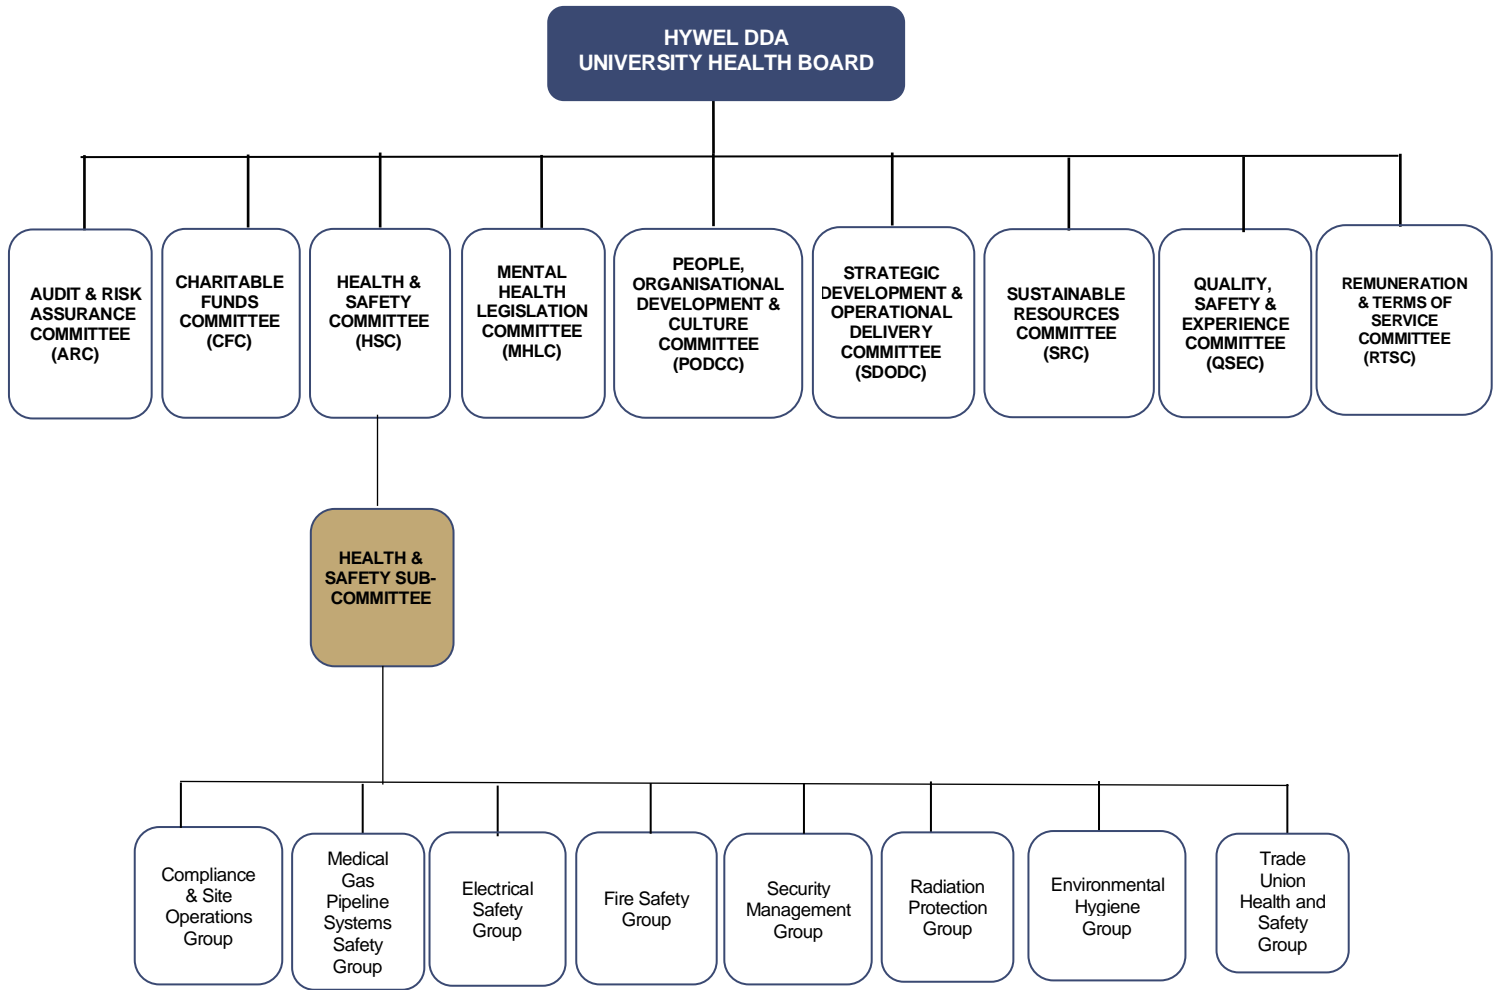 HYWEL DDA
UNIVERSITY HEALTH BOARD
AUDIT & RISK
ASSURANCE
COMMITTEE
(ARC)
CHARITABLE
FUNDS
COMMITTEE
(CFC)
HEALTH &
SAFETY
COMMITTEE
(HSC)
MENTAL
HEALTH
LEGISLATION
COMMITTEE
(MHLC)
PEOPLE,
ORGANISATIONAL
DEVELOPMENT &
CULTURE
COMMITTEE
(PODCC)
STRATEGIC
DEVELOPMENT &
OPERATIONAL
DELIVERY
COMMITTEE
(SDODC)
SUSTAINABLE
RESOURCES
COMMITTEE
(SRC)
QUALITY,
SAFETY &
EXPERIENCE
COMMITTEE
(QSEC)
REMUNERATION
& TERMS OF
SERVICE
COMMITTEE
(RTSC)
HEALTH &
SAFETY SUB-
COMMITTEE
Compliance
& Site
Operations
Group
Medical
Gas
Pipeline
Systems
Safety
Group
Electrical
Safety
Group
Fire Safety
Group
Security
Management
Group
Radiation
Protection
Group
Environmental
Hygiene
Group
Trade
Union
Health and
Safety
Group